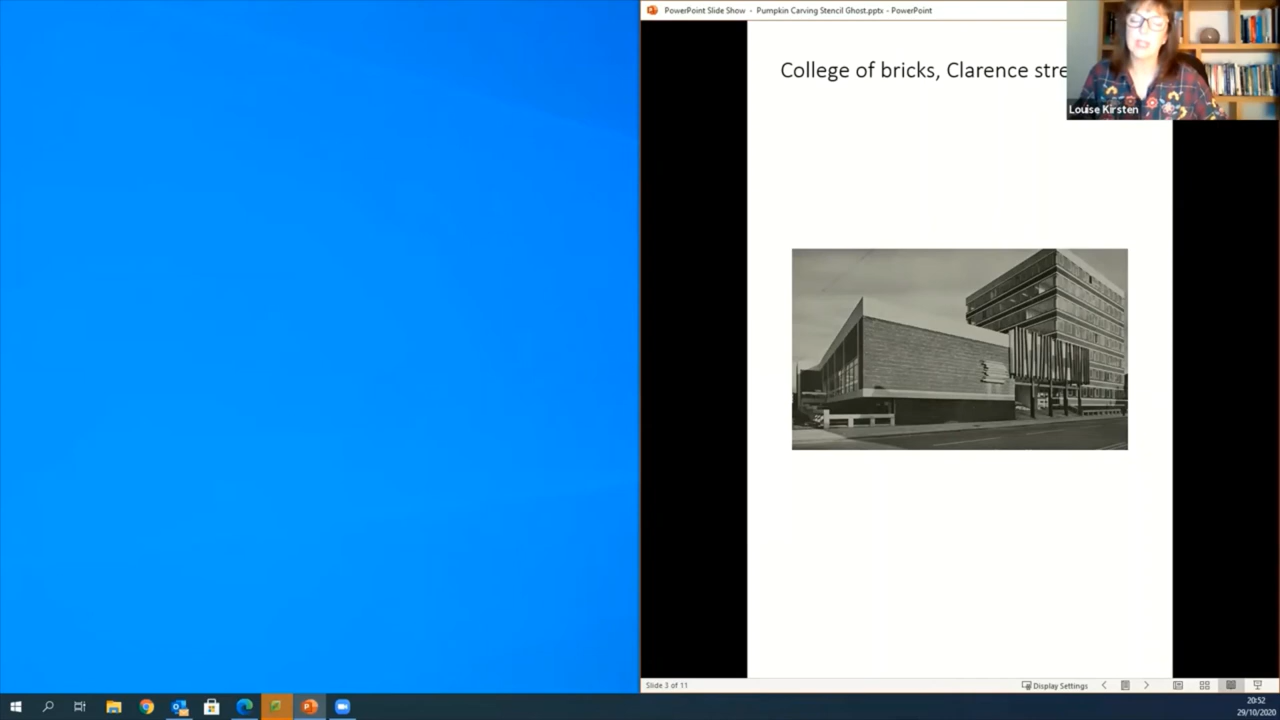 PowerPoint Slide Show - Pumpkin Carving Stencil Ghost.pptx - PowerPoint
College of bricks, Clarence stre
Louise Kirsten
Slide 3 of 11
Display Settings
20:52
29/10/2020